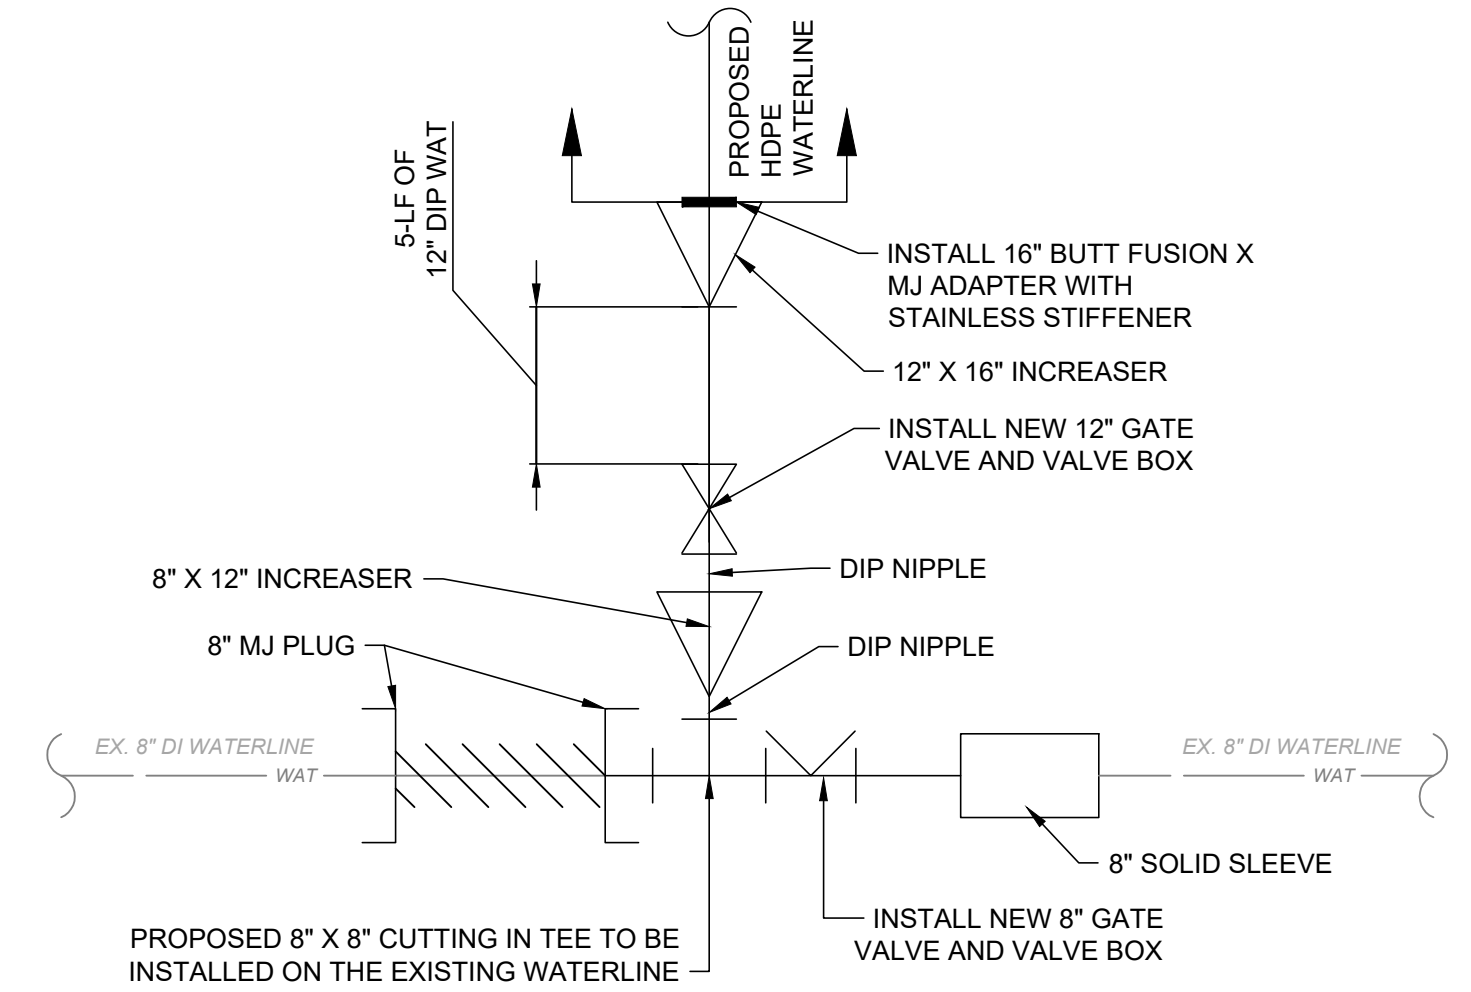 PROPOSED
HDPE
WATERLINE
5-LF OF
12" DIP WAT
INSTALL 16" BUTT FUSION X
MJ ADAPTER WITH
STAINLESS STIFFENER
12" X 16" INCREASER
INSTALL NEW 12" GATE
VALVE AND VALVE BOX
DIP NIPPLE
8" X 12" INCREASER
8" MJ PLUG
DIP NIPPLE
EX. 8" DI WATERLINE
WAT
EX. 8" DI WATERLINE
WAT
8" SOLID SLEEVE
INSTALL NEW 8" GATE
VALVE AND VALVE BOX
PROPOSED 8" X 8" CUTTING IN TEE TO BE
INSTALLED ON THE EXISTING WATERLINE